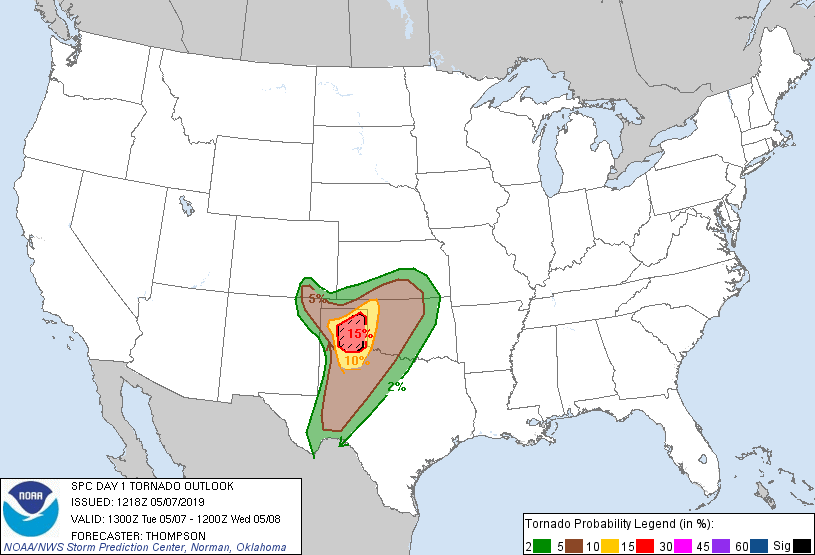 5%
15%
10%
2%
NOAA
SPC DAY 1 TORNADO OUTLOOK
ISSUED: 1218Z 05/07/2019
VALID: 1300Z Tue 05/07 - 1200Z Wed 05/08
FORECASTER: THOMPSON
NOAA/NWS Storm Prediction Center, Norman, Oklahoma
Tornado Probability Legend (in %):
2 5 10 15 30 45 60 Sig